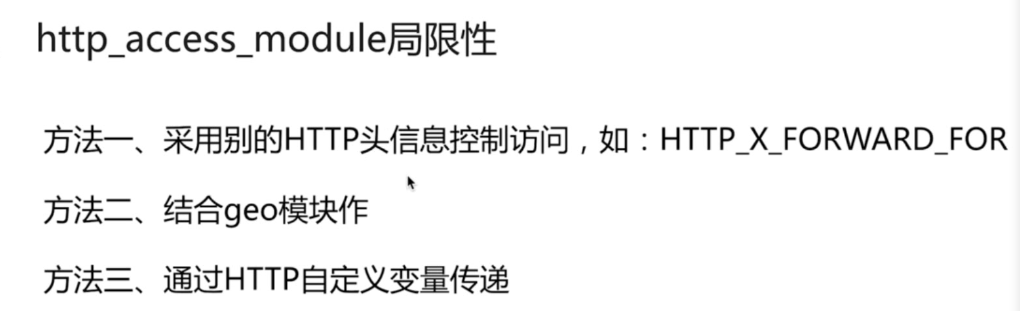 http_access_module局限性
方法一、采用别的HTTP头信息控制访问，如：HTTP_X_FORWARD_FOR
方法二、结合geo模块作
方法三、通过HTTP自定义变量传递